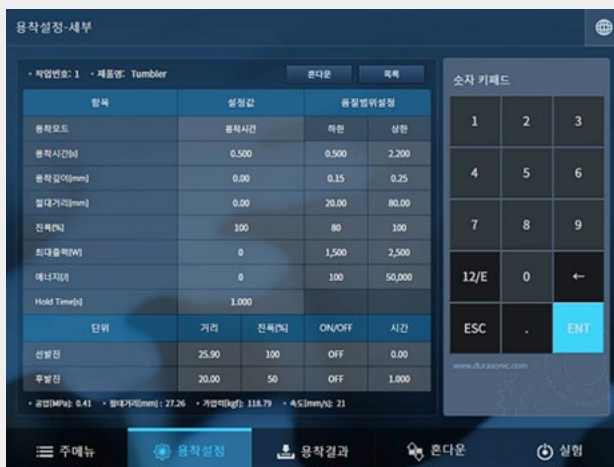 용착설정-세부
• 작업번호: 1 • 제품명: Tumbler 혼다운 목록
숫자 키패드
항목 설정값 품질범위설정
용착모드 용착시간 하한 상한
용착시간[s] 0.500 0.500 2.200
용착깊이[mm] 0.00 0.15 0.25
절대거리[mm] 0.00 20.00 80.00
진폭[%] 100 80 100
최대출력[W] 0 1,500 2,500
에너지[J] 0 100 50,000
Hold Time[s] 1.000
단위 거리 진폭[%] ON/OFF 시간
선발진 25.90 100 OFF 0.00
후발진 20.00 50 OFF 1.000
• 공압[MPa]: 0.41 • 절대거리[mm] : 27.26 • 가압력[kgf]: 118.79 • 속도[mm/s]: 21
1 2 3
4 5 6
7 8 9
12/E 0 ←
ESC . ENT
www.durasonic.com
주메뉴 용착설정 용착결과 혼다운 실험